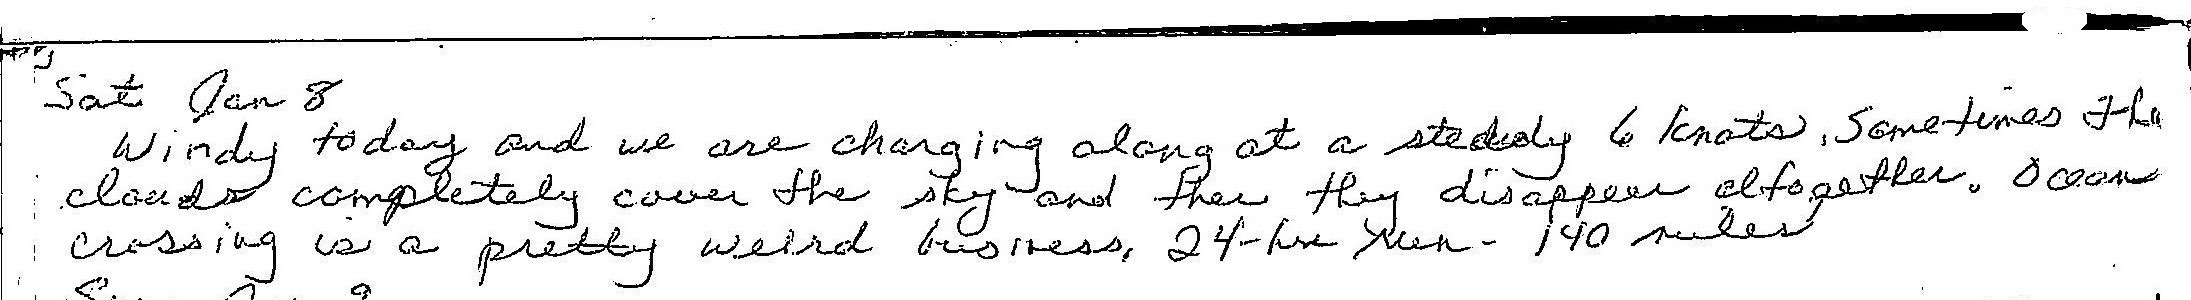 Sat Jan 8
Windy today and we are charging along at a steady 6 knots. Sometimes the
clouds completely cover the sky and then they disappear altogether. Ocean
crossing is a pretty weird business. 24-hr run - 140 miles